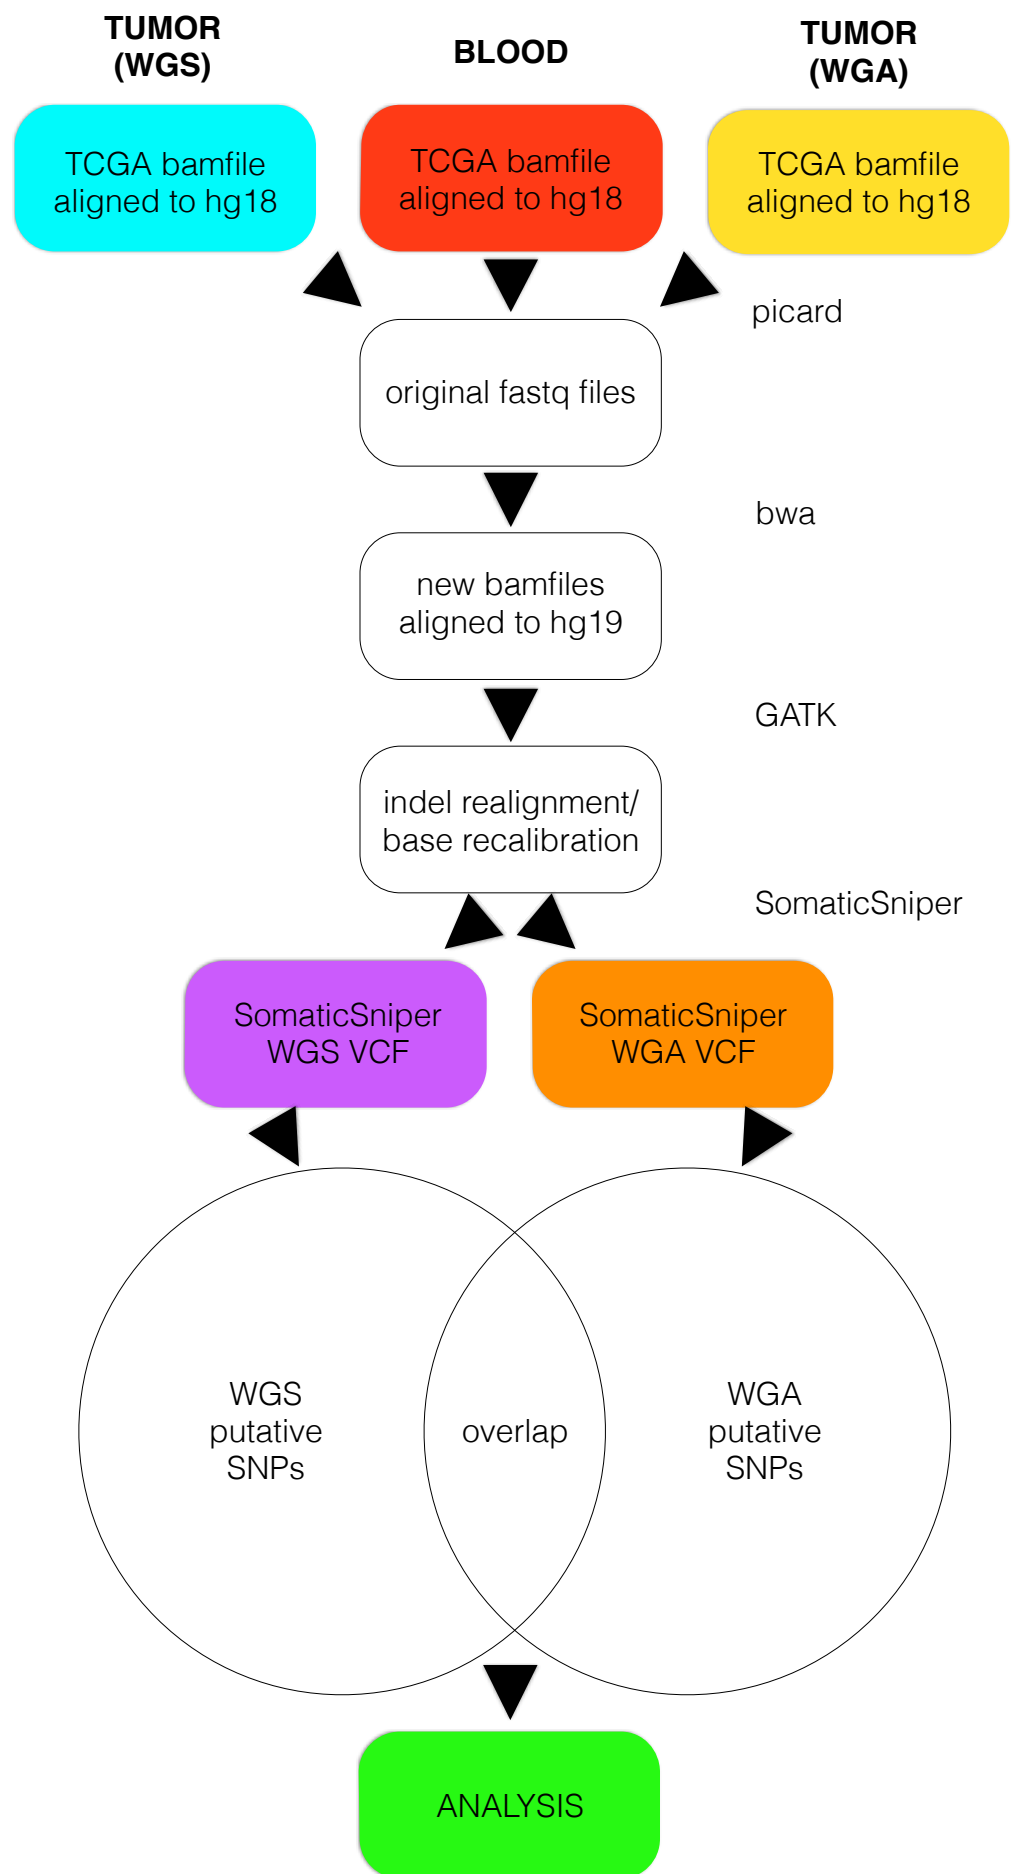 TUMOR
(WGS)
BLOOD
TUMOR
(WGA)
TCGA bamfile
aligned to hg18
TCGA bamfile
aligned to hg18
TCGA bamfile
aligned to hg18
picard
original fastq files
bwa
new bamfiles
aligned to hg19
GATK
indel realignment/
base recalibration
SomaticSniper
SomaticSniper
WGS VCF
SomaticSniper
WGA VCF
WGS
putative
SNPs
overlap
WGA
putative
SNPs
ANALYSIS